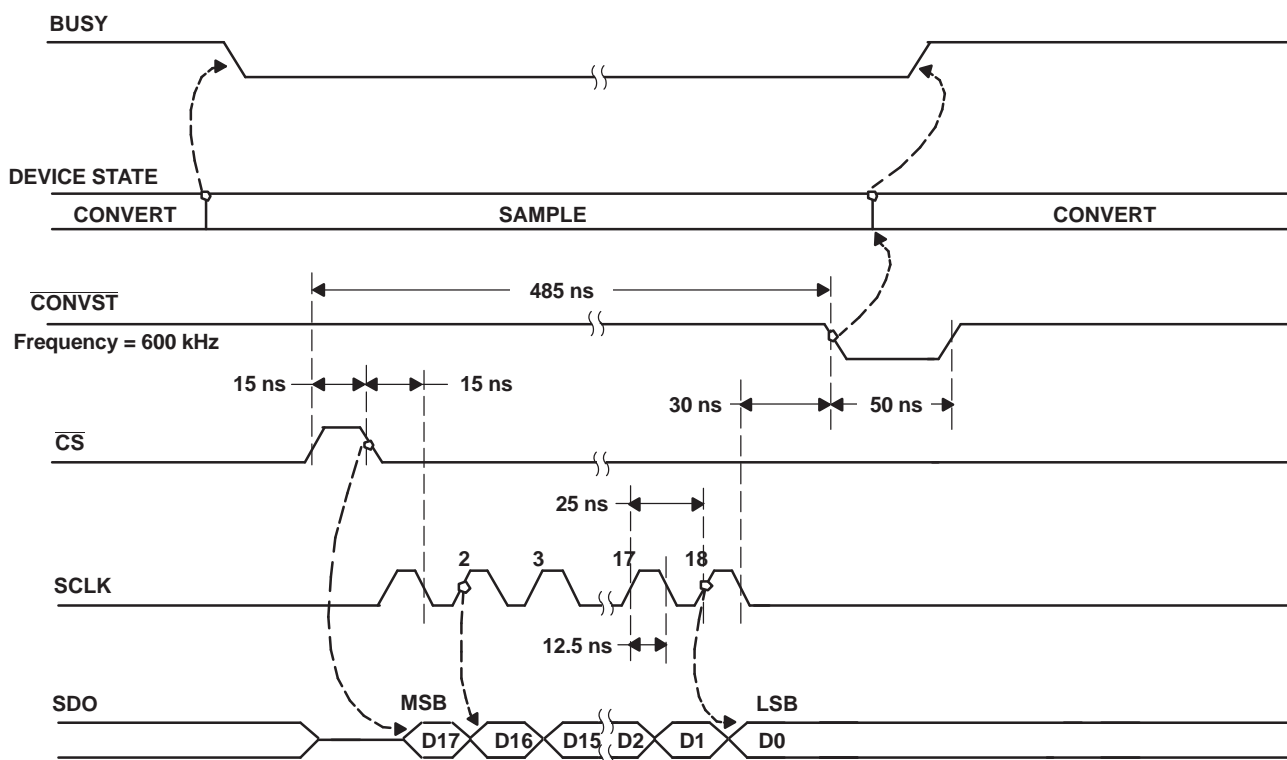 BUSY
DEVICE STATE
CONVERT SAMPLE CONVERT
CONVST 485 ns
Frequency = 600 kHz
15 ns 15 ns
30 ns 50 ns
CS
25 ns
2 3 17 18
SCLK
12.5 ns
SDO MSB LSB
D17 D16 D15 D2 D1 D0